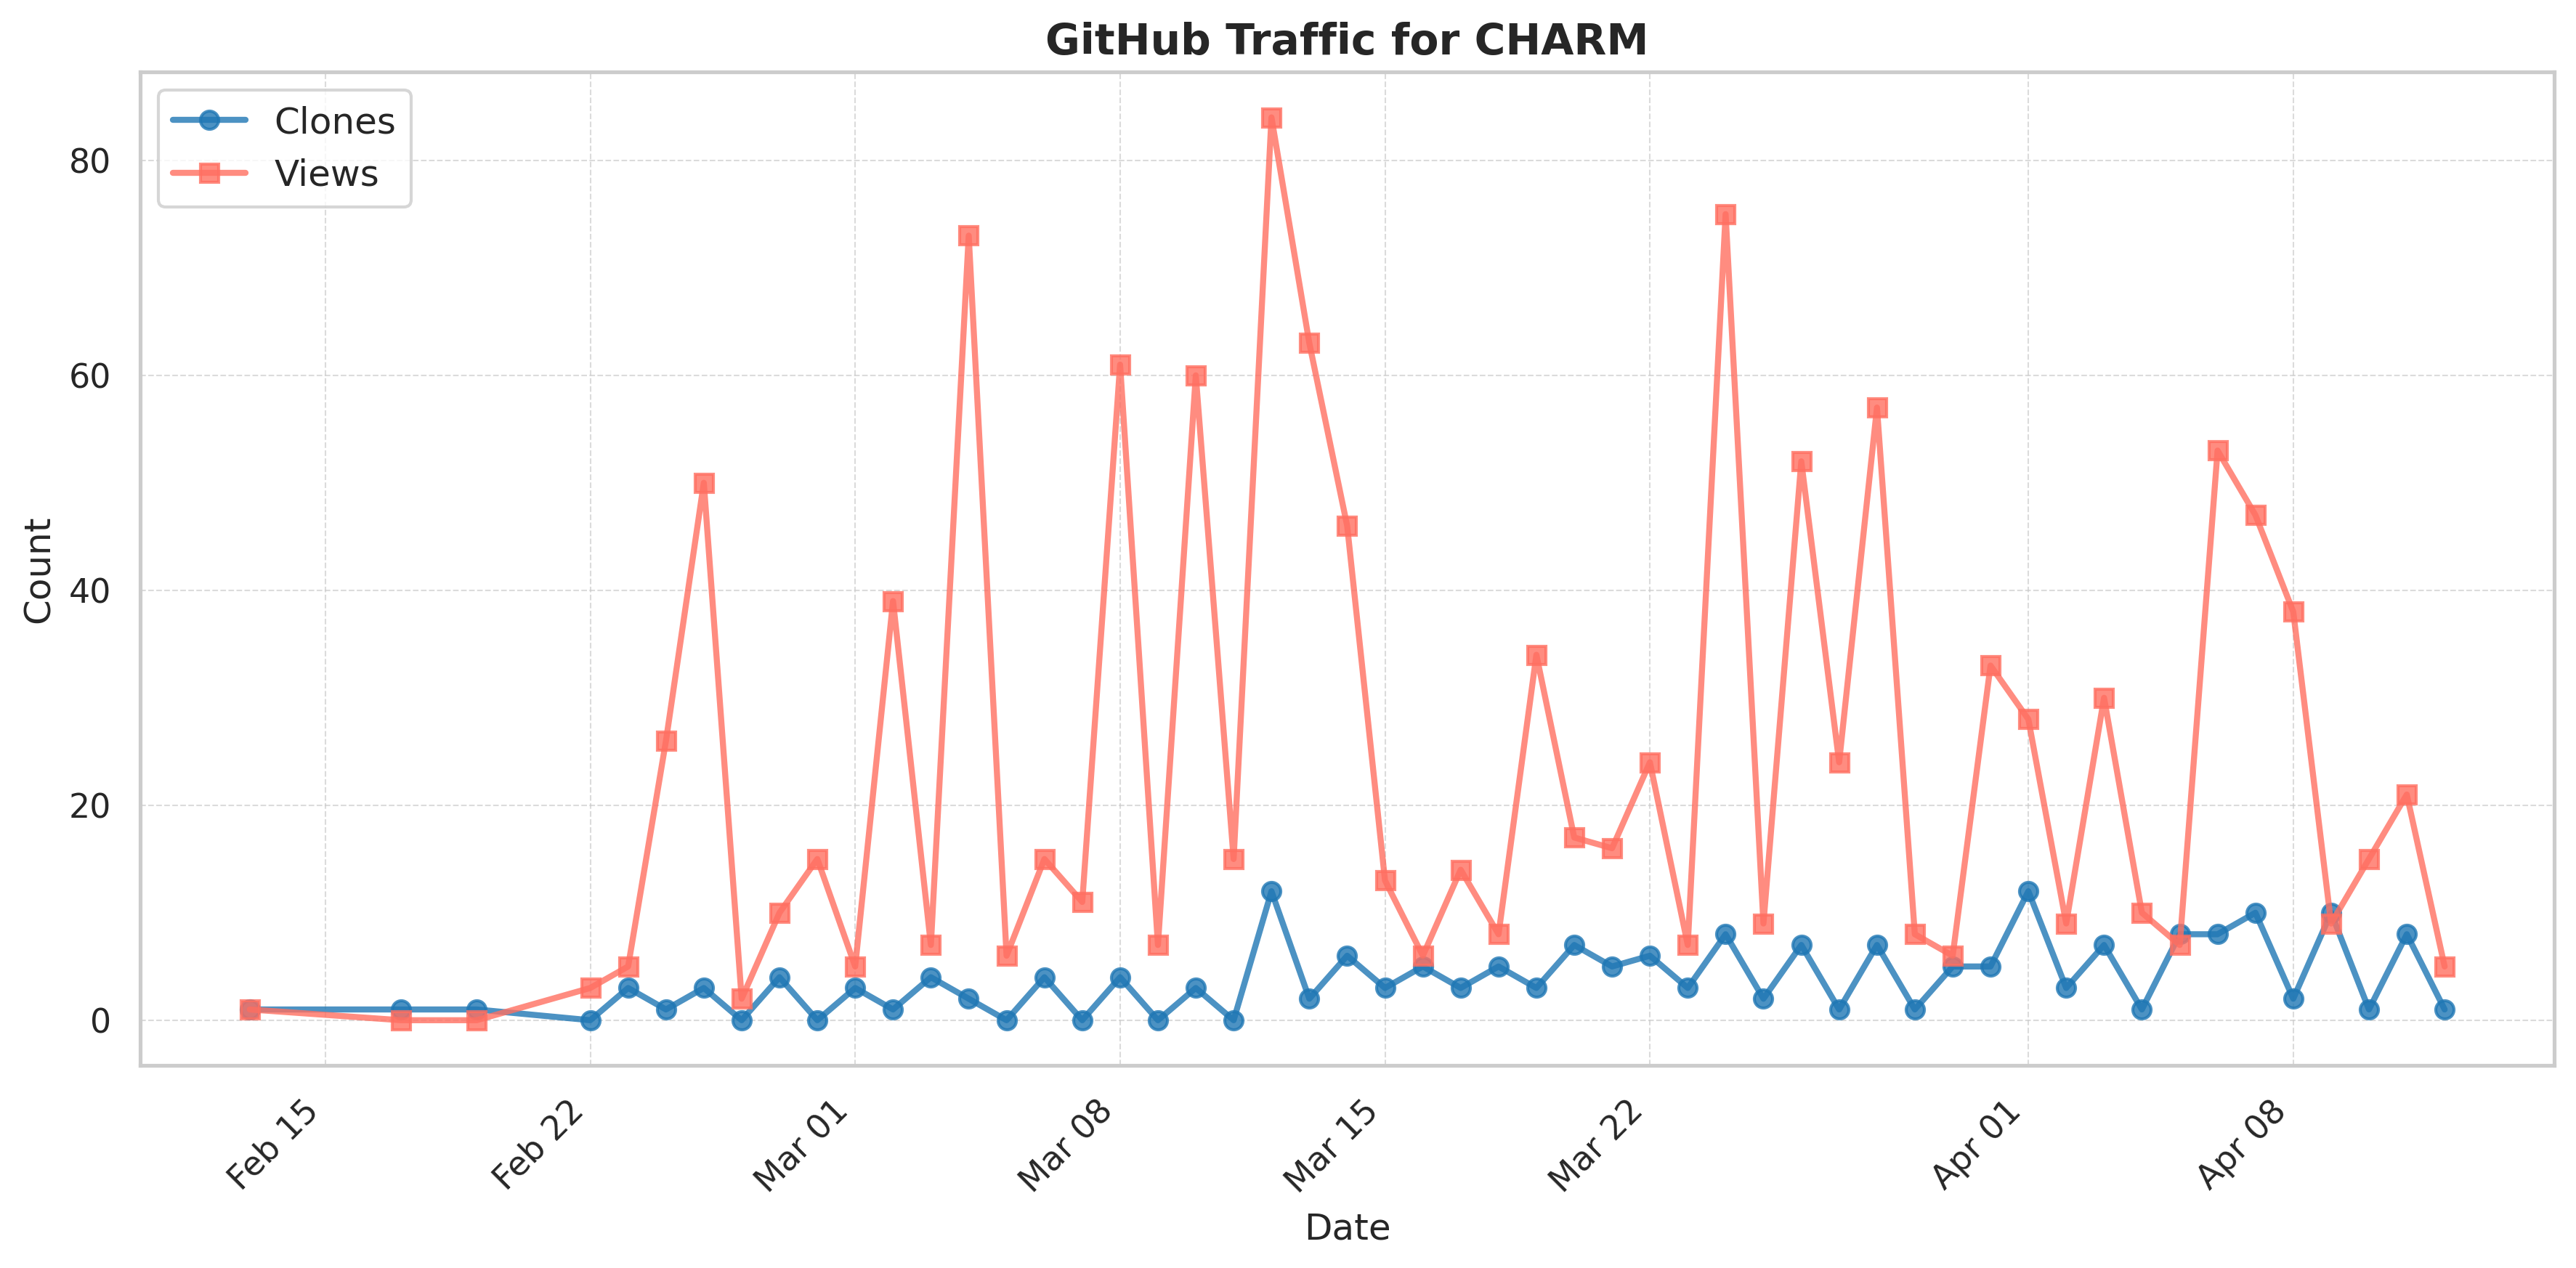 GitHub Traffic for CHARM
Clones
Views
80
60
40
20
0
Count
Feb 15
Feb 22
Mar 01
Mar 08
Mar 15
Mar 22
Apr 01
Apr 08
Date